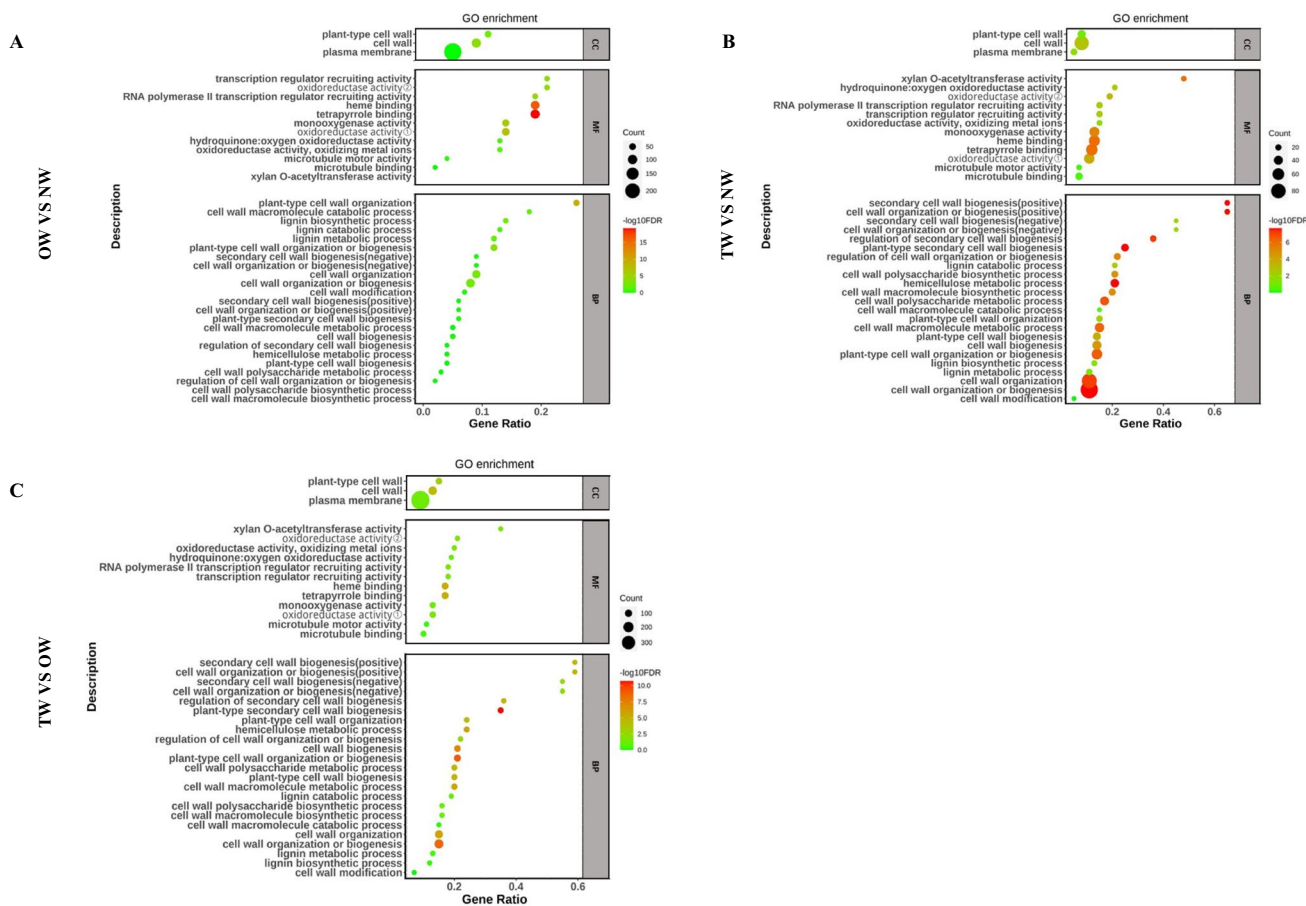 A
OW VS NW
GO enrichment
Description
plant-type cell wall
cell wall
plasma membrane
CC
transcription regulator recruiting activity
oxidoreductase activity②
RNA polymerase II transcription regulator recruiting activity
heme binding
tetrapyrrole binding
monooxygenase activity
oxidoreductase activity①
hydroquinone:oxygen oxidoreductase activity
oxidoreductase activity, oxidizing metal ions
microtubule motor activity
microtubule binding
xylan O-acetyltransferase activity
MF
plant-type cell wall organization
cell wall macromolecule catabolic process
lignin biosynthetic process
lignin catabolic process
lignin metabolic process
plant-type cell wall organization or biogenesis
secondary cell wall biogenesis(negative)
cell wall organization or biogenesis(negative)
cell wall organization
cell wall organization or biogenesis
cell wall modification
secondary cell wall biogenesis(positive)
cell wall organization or biogenesis(positive)
plant-type secondary cell wall biogenesis
cell wall macromolecule metabolic process
cell wall biogenesis
regulation of secondary cell wall biogenesis
hemicellulose metabolic process
plant-type cell wall biogenesis
cell wall polysaccharide metabolic process
regulation of cell wall organization or biogenesis
cell wall polysaccharide biosynthetic process
cell wall macromolecule biosynthetic process
BP
0.0 0.1 0.2
Gene Ratio
Count
50
100
150
200
-log10FDR
15
10
5
0
B
TW VS NW
GO enrichment
Description
plant-type cell wall
cell wall
plasma membrane
CC
xylan O-acetyltransferase activity
hydroquinone:oxygen oxidoreductase activity
oxidoreductase activity②
RNA polymerase II transcription regulator recruiting activity
transcription regulator recruiting activity
oxidoreductase activity, oxidizing metal ions
monooxygenase activity
heme binding
tetrapyrrole binding
oxidoreductase activity①
microtubule motor activity
microtubule binding
MF
secondary cell wall biogenesis(positive)
cell wall organization or biogenesis(positive)
secondary cell wall biogenesis(negative)
cell wall organization or biogenesis(negative)
regulation of secondary cell wall biogenesis
plant-type secondary cell wall biogenesis
regulation of cell wall organization or biogenesis
lignin catabolic process
cell wall polysaccharide biosynthetic process
hemicellulose metabolic process
cell wall macromolecule biosynthetic process
cell wall polysaccharide metabolic process
cell wall macromolecule catabolic process
plant-type cell wall organization
cell wall macromolecule metabolic process
plant-type cell wall biogenesis
cell wall biogenesis
plant-type cell wall organization or biogenesis
lignin biosynthetic process
lignin metabolic process
cell wall organization
cell wall organization or biogenesis
cell wall modification
BP
0.0 0.2 0.4 0.6
Gene Ratio
Count
20
40
60
80
-log10FDR
6
4
2
C
TW VS OW
GO enrichment
Description
plant-type cell wall
cell wall
plasma membrane
CC
xylan O-acetyltransferase activity
oxidoreductase activity②
oxidoreductase activity, oxidizing metal ions
hydroquinone:oxygen oxidoreductase activity
RNA polymerase II transcription regulator recruiting activity
transcription regulator recruiting activity
heme binding
tetrapyrrole binding
monooxygenase activity
oxidoreductase activity①
microtubule motor activity
microtubule binding
MF
secondary cell wall biogenesis(positive)
cell wall organization or biogenesis(positive)
secondary cell wall biogenesis(negative)
cell wall organization or biogenesis(negative)
regulation of secondary cell wall biogenesis
plant-type secondary cell wall biogenesis
plant-type cell wall organization
hemicellulose metabolic process
regulation of cell wall organization or biogenesis
cell wall biogenesis
plant-type cell wall organization or biogenesis
cell wall polysaccharide metabolic process
plant-type cell wall biogenesis
cell wall macromolecule metabolic process
lignin catabolic process
cell wall polysaccharide biosynthetic process
cell wall macromolecule biosynthetic process
cell wall macromolecule catabolic process
cell wall organization
cell wall organization or biogenesis
lignin metabolic process
lignin biosynthetic process
cell wall modification
BP
0.2 0.4 0.6
Gene Ratio
Count
100
200
300
-log10FDR
10.0
7.5
5.0
2.5
0.0